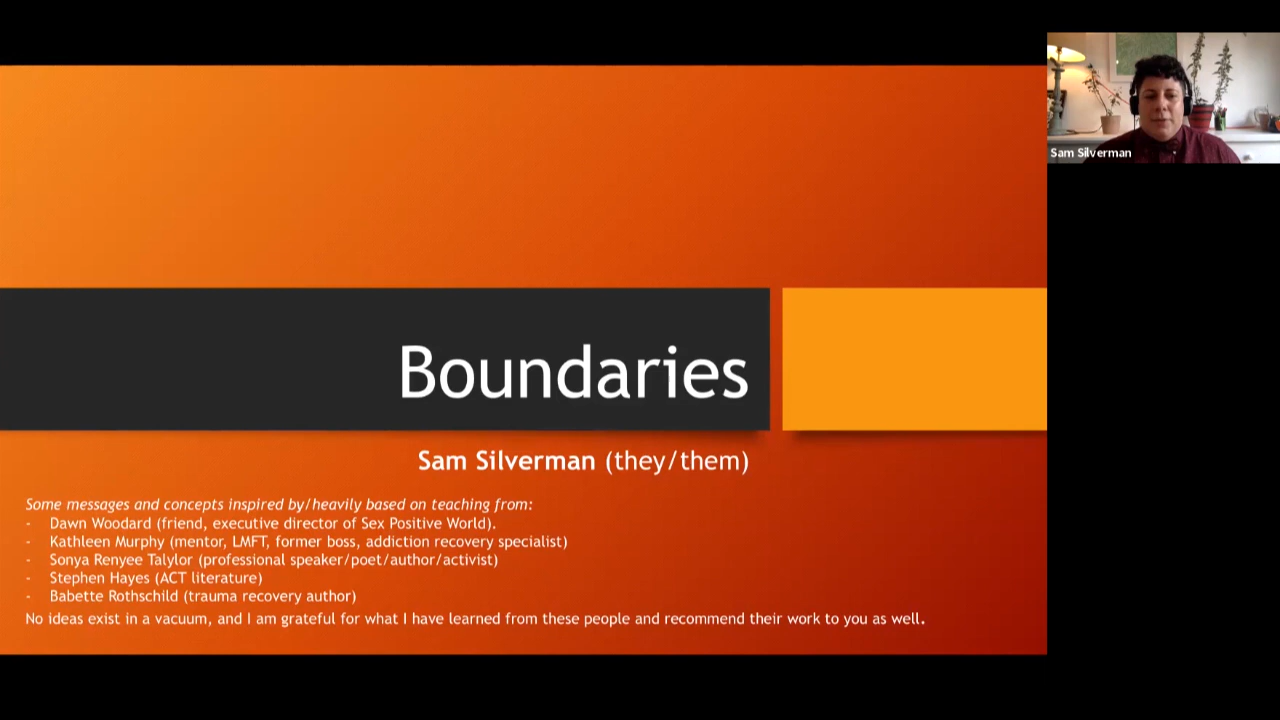 Boundaries
Sam Silverman (they/them)
Some messages and concepts inspired by/heavily based on teaching from:
- Dawn Woodard (friend, executive director of Sex Positive World).
- Kathleen Murphy (mentor, LMFT, former boss, addiction recovery specialist)
- Sonya Renyee Talylor (professional speaker/poet/author/activist)
- Stephen Hayes (ACT literature)
- Babette Rothschild (trauma recovery author)
No ideas exist in a vacuum, and I am grateful for what I have learned from these people and recommend their work to you as well.
Sam Silverman